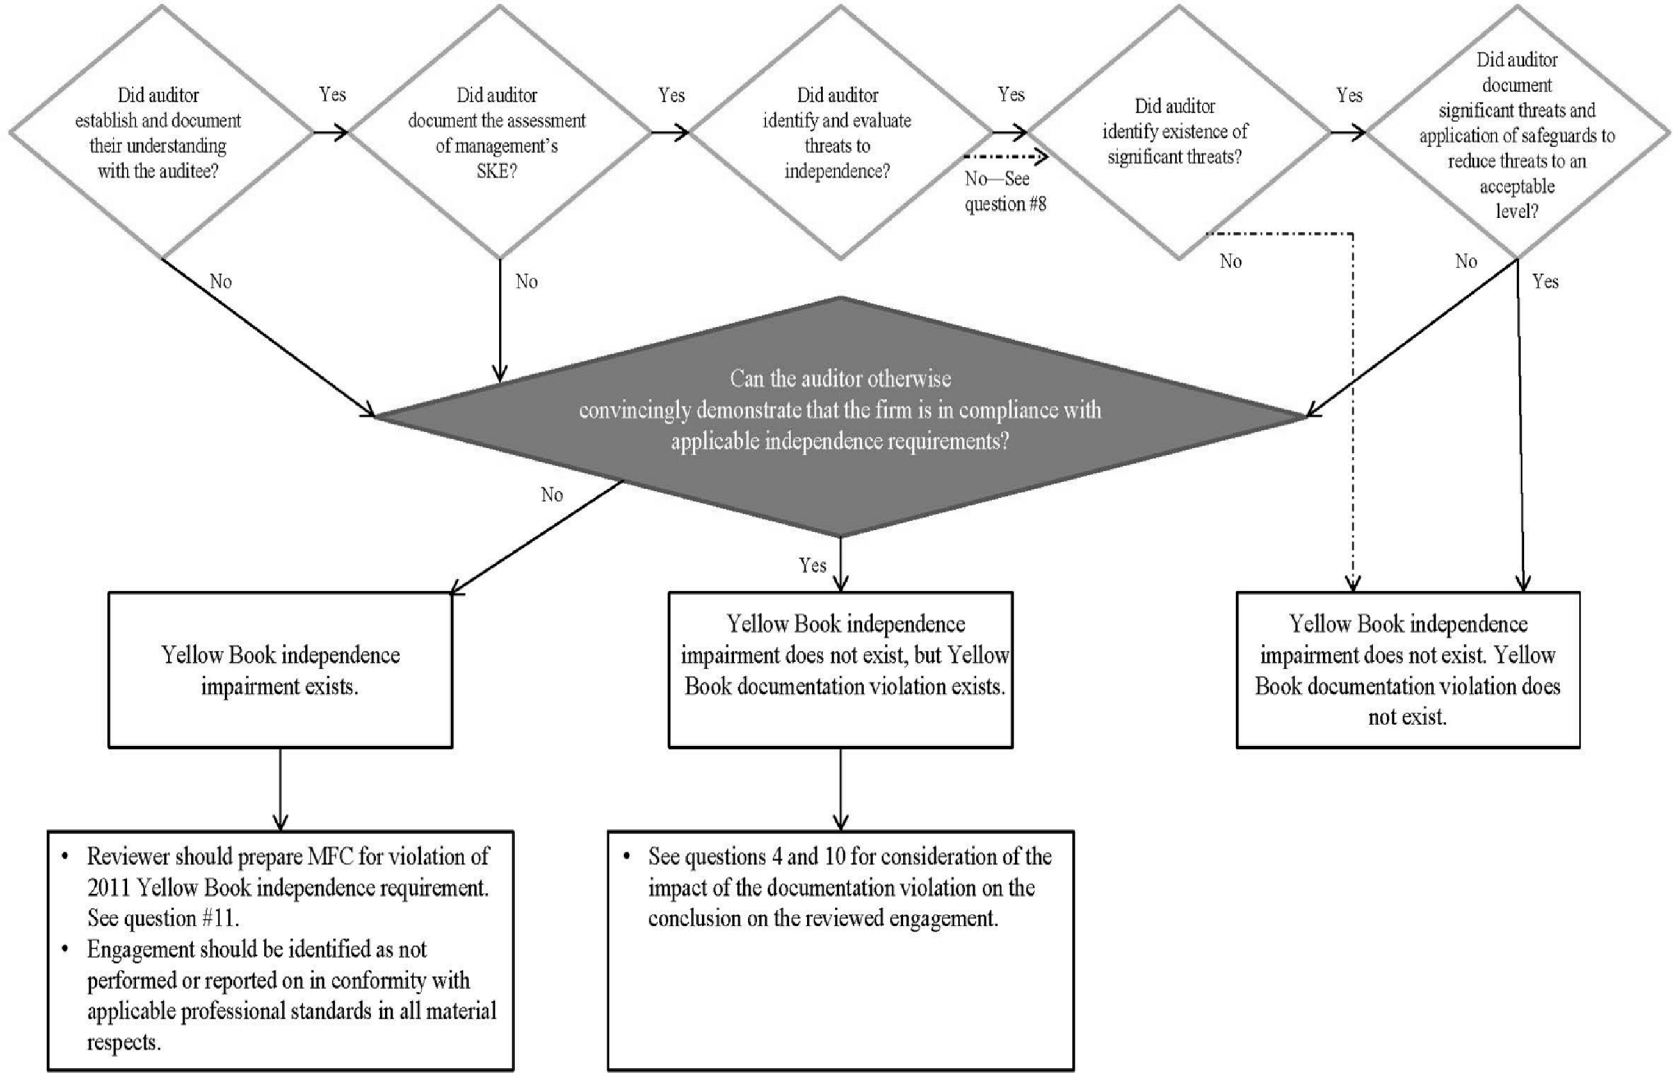 Did auditor
establish and document
their understanding
with the auditee?
Yes
No
Did auditor
document the assessment
of management's
SKE?
Yes
No
Did auditor
identify and evaluate
threats to
independence?
Yes
No—See
question #8
Did auditor
identify existence of
significant threats?
Yes
No
Did auditor
document
significant threats and
application of safeguards to
reduce threats to an
acceptable
level?
No
Yes
Can the auditor otherwise
convincingly demonstrate that the firm is in compliance with
applicable independence requirements?
No
Yes
Yellow Book independence
impairment exists.
Yellow Book independence
impairment does not exist, but Yellow
Book documentation violation exists.
Yellow Book independence
impairment does not exist. Yellow
Book documentation violation does
not exist.
• Reviewer should prepare MFC for violation of
2011 Yellow Book independence requirement.
See question #11.
• Engagement should be identified as not
performed or reported on in conformity with
applicable professional standards in all material
respects.
• See questions 4 and 10 for consideration of the
impact of the documentation violation on the
conclusion on the reviewed engagement.